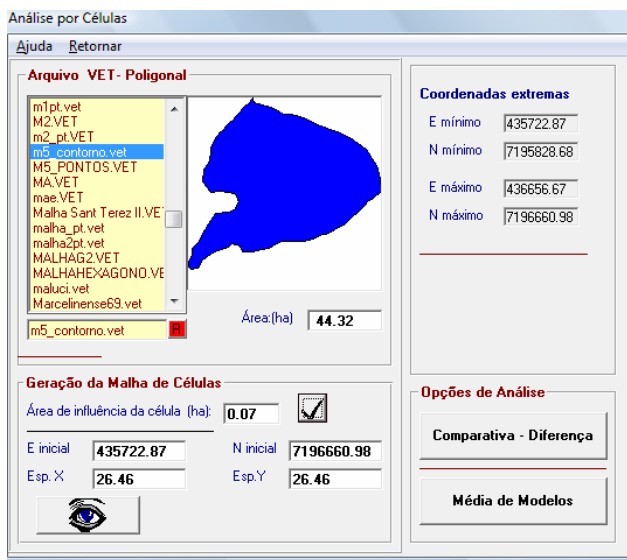 Análise por Células
Ajuda Retornar
Arquivo VET- Poligonal
m1pt.vet
M2.VET
m2_pt.VET
m5_contorno.vet
M5_PONTOS.VET
MA.VET
mae.VET
Malha Sant Terez II.VE
malha_pt.vet
malha2pt.vet
MALHAG2.VET
MALHAHEXAGONO.VE
maluci.vet
Marcelinense69.vet
m5_contorno.vet R
Área:(ha) 44.32
Geração da Malha de Células
Área de influência da célula (ha): 0.07
E inicial 435722.87 N inicial 7196660.98
Esp. X 26.46 Esp.Y 26.46
Coordenadas extremas
E mínimo 435722.87
N mínimo 7195828.68
E máximo 436656.67
N máximo 7196660.98
Opções de Análise
Comparativa - Diferença
Média de Modelos